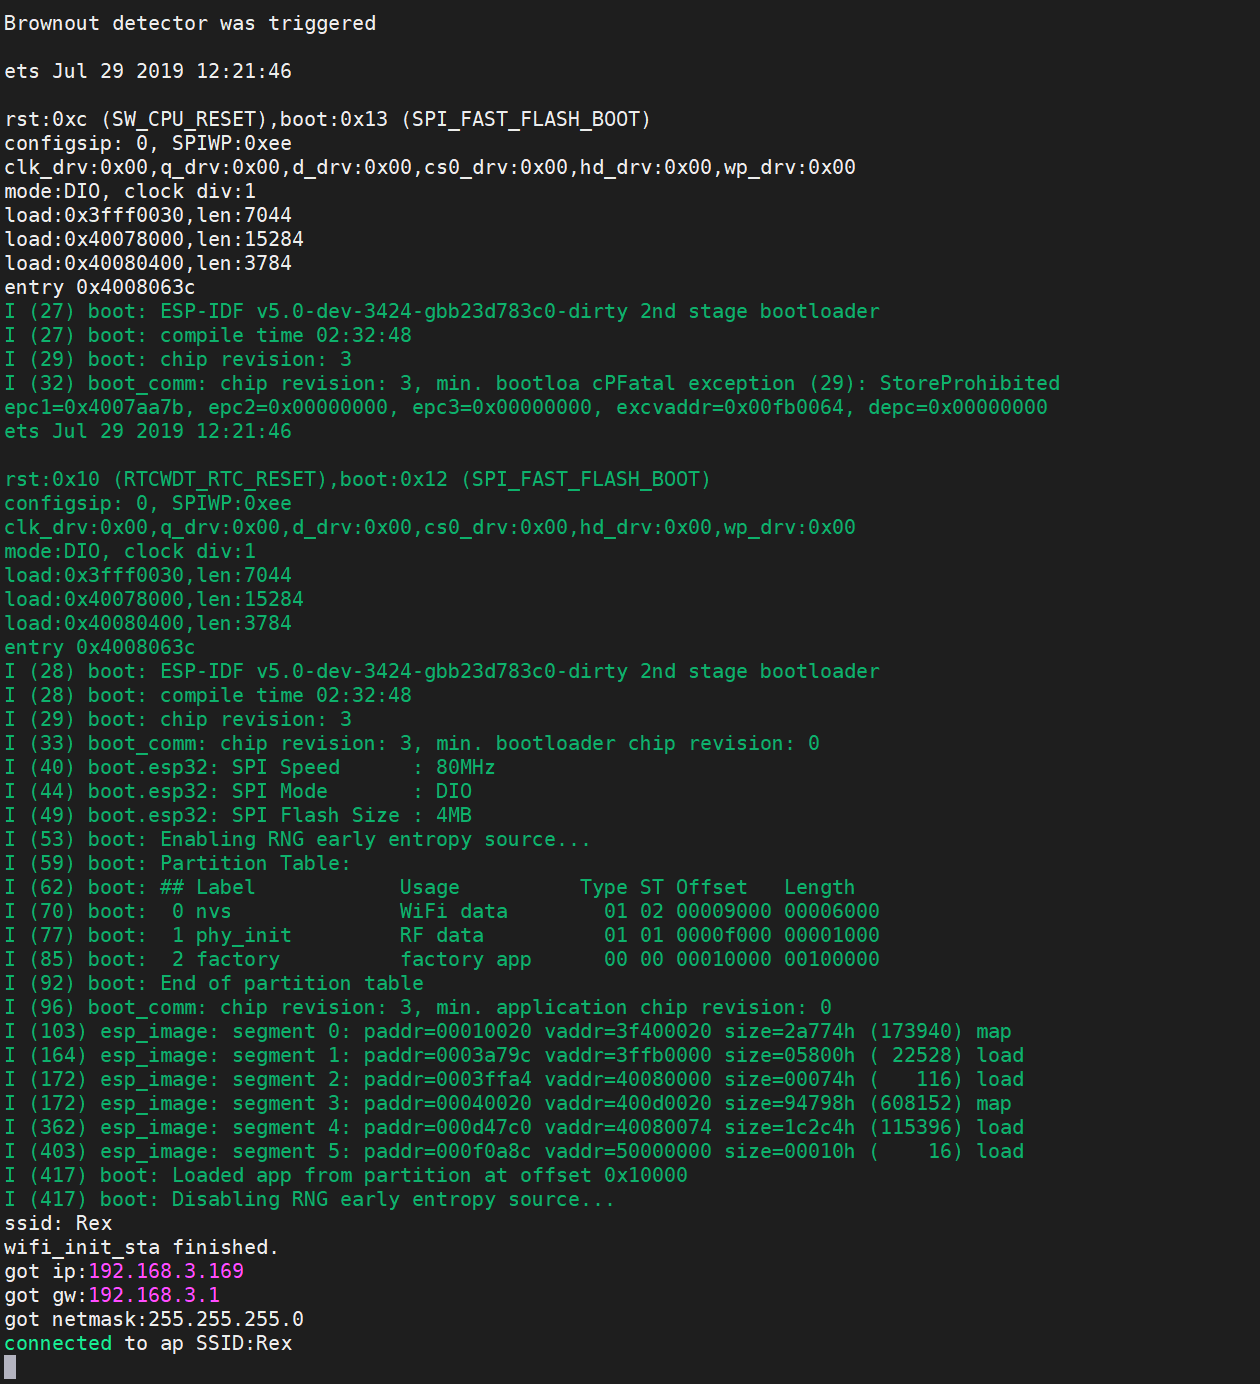 Brownout detector was triggered
ets Jul 29 2019 12:21:46
rst:0xc (SW_CPU_RESET),boot:0x13 (SPI_FAST_FLASH_BOOT)
configsip: 0, SPIWP:0xee
clk_drv:0x00,q_drv:0x00,d_drv:0x00,cs0_drv:0x00,hd_drv:0x00,wp_drv:0x00
mode:DIO, clock div:1
load:0x3fff0030,len:7044
load:0x40078000,len:15284
load:0x40080400,len:3784
entry 0x4008063c
I (27) boot: ESP-IDF v5.0-dev-3424-gbb23d783c0-dirty 2nd stage bootloader
I (27) boot: compile time 02:32:48
I (29) boot: chip revision: 3
I (32) boot_comm: chip revision: 3, min. bootloa cPFatal exception (29): StoreProhibited
epc1=0x4007aa7b, epc2=0x00000000, epc3=0x00000000, excvaddr=0x00fb0064, depc=0x00000000
ets Jul 29 2019 12:21:46
rst:0x10 (RTCWDT_RTC_RESET),boot:0x12 (SPI_FAST_FLASH_BOOT)
configsip: 0, SPIWP:0xee
clk_drv:0x00,q_drv:0x00,d_drv:0x00,cs0_drv:0x00,hd_drv:0x00,wp_drv:0x00
mode:DIO, clock div:1
load:0x3fff0030,len:7044
load:0x40078000,len:15284
load:0x40080400,len:3784
entry 0x4008063c
I (28) boot: ESP-IDF v5.0-dev-3424-gbb23d783c0-dirty 2nd stage bootloader
I (28) boot: compile time 02:32:48
I (29) boot: chip revision: 3
I (33) boot_comm: chip revision: 3, min. bootloader chip revision: 0
I (40) boot.esp32: SPI Speed      : 80MHz
I (44) boot.esp32: SPI Mode       : DIO
I (49) boot.esp32: SPI Flash Size : 4MB
I (53) boot: Enabling RNG early entropy source...
I (59) boot: Partition Table:
I (62) boot: ## Label            Usage          Type ST Offset   Length
I (70) boot:  0 nvs              WiFi data        01 02 00009000 00006000
I (77) boot:  1 phy_init         RF data          01 01 0000f000 00001000
I (85) boot:  2 factory          factory app      00 00 00010000 00100000
I (92) boot: End of partition table
I (96) boot_comm: chip revision: 3, min. application chip revision: 0
I (103) esp_image: segment 0: paddr=00010020 vaddr=3f400020 size=2a774h (173940) map
I (164) esp_image: segment 1: paddr=0003a79c vaddr=3ffb0000 size=05800h ( 22528) load
I (172) esp_image: segment 2: paddr=0003ffa4 vaddr=40080000 size=00074h (   116) load
I (172) esp_image: segment 3: paddr=00040020 vaddr=400d0020 size=94798h (608152) map
I (362) esp_image: segment 4: paddr=000d47c0 vaddr=40080074 size=1c2c4h (115396) load
I (403) esp_image: segment 5: paddr=000f0a8c vaddr=50000000 size=00010h (    16) load
I (417) boot: Loaded app from partition at offset 0x10000
I (417) boot: Disabling RNG early entropy source...
ssid: Rex
wifi_init_sta finished.
got ip:192.168.3.169
got gw:192.168.3.1
got netmask:255.255.255.0
connected to ap SSID:Rex